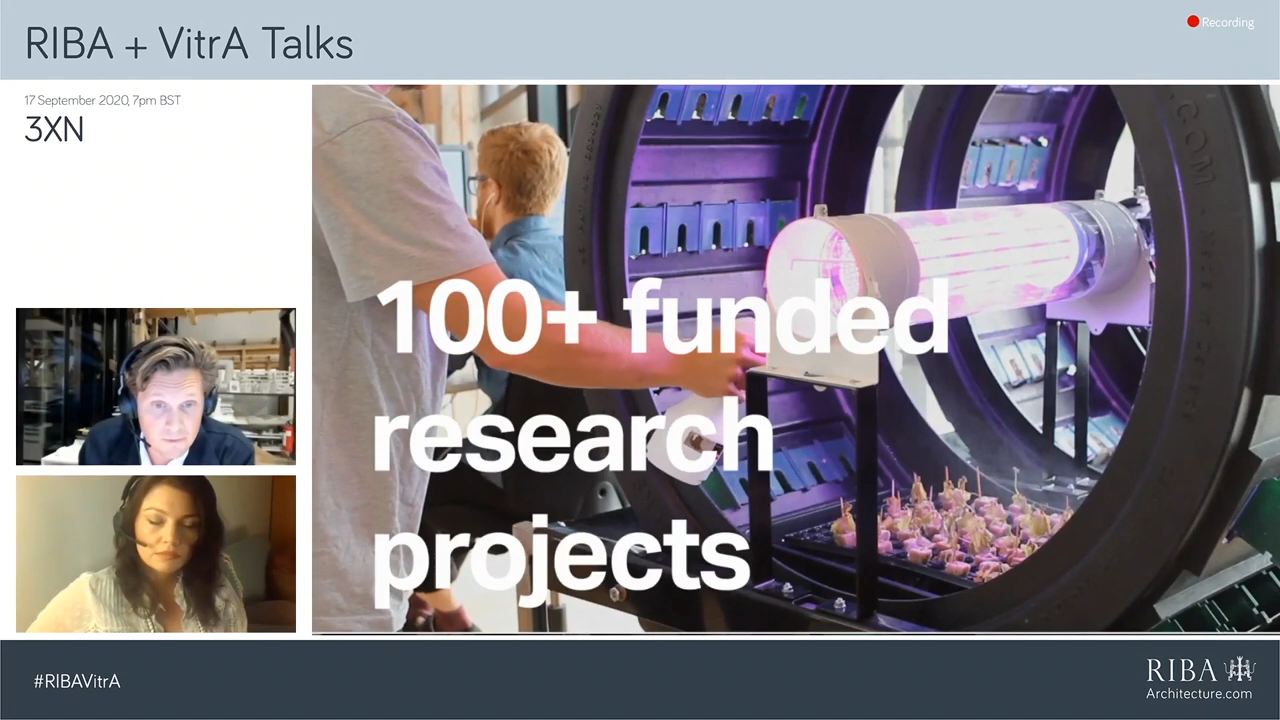 RIBA + VitrA Talks
Recording
17 September 2020, 7pm BST
3XN
100+ funded
research
projects
#RIBAVitrA
RIBA
Architecture.com